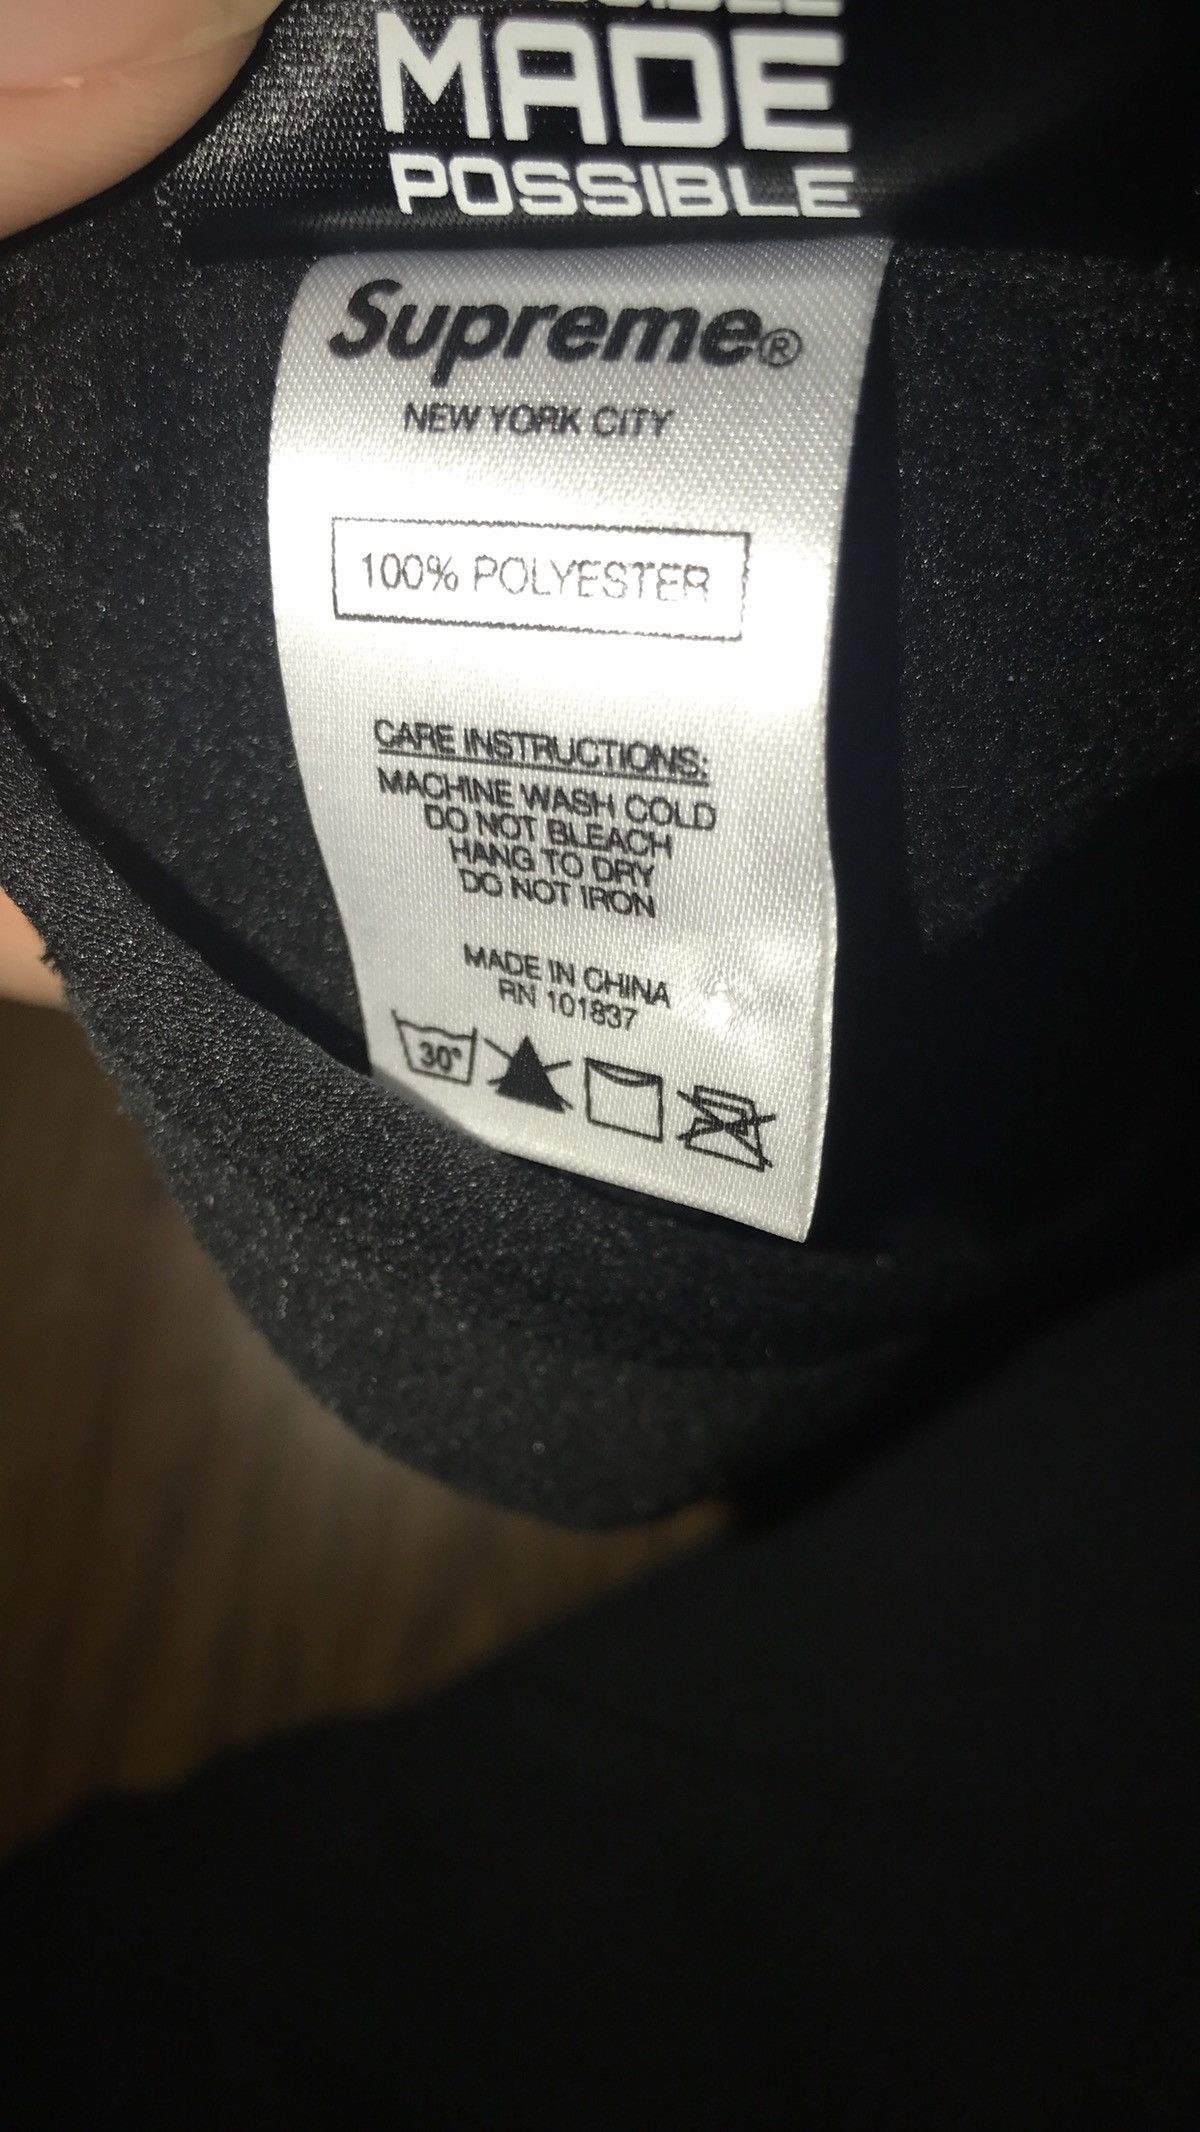 MADE
POSSIBLE
Supreme®
NEW YORK CITY
100% POLYESTER
CARE INSTRUCTIONS:
MACHINE WASH COLD
DO NOT BLEACH
HANG TO DRY
DO NOT IRON
MADE IN CHINA
RN 101837
30°